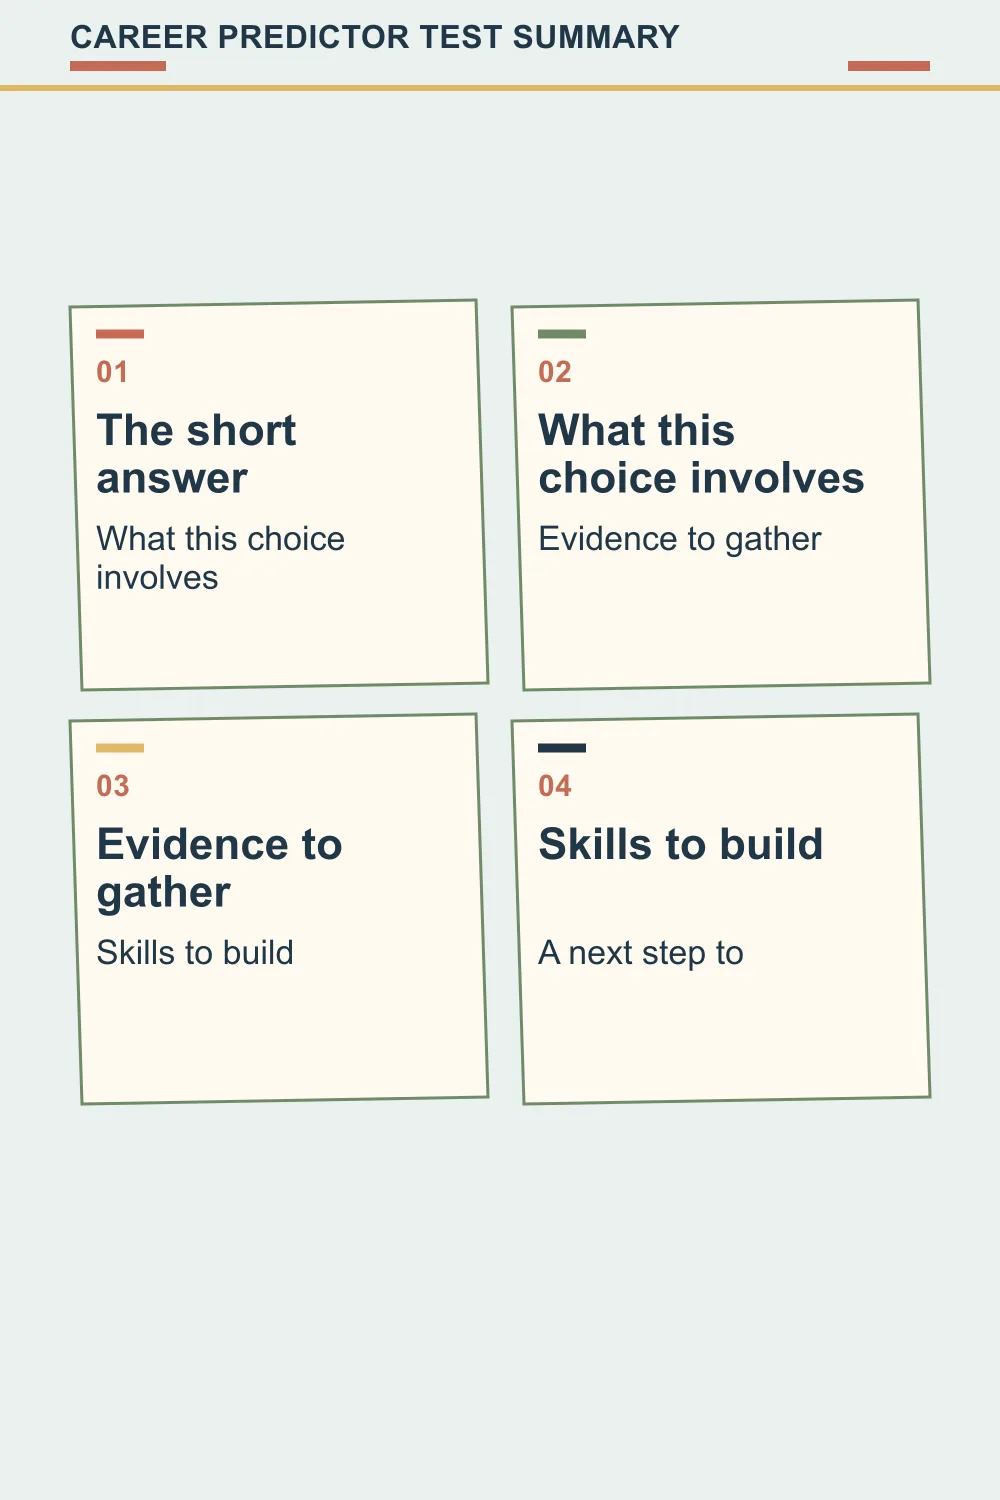 CAREER PREDICTOR TEST SUMMARY
01
The short
answer
What this choice
involves
02
What this
choice involves
Evidence to gather
03
Evidence to
gather
Skills to build
04
Skills to build
A next step to